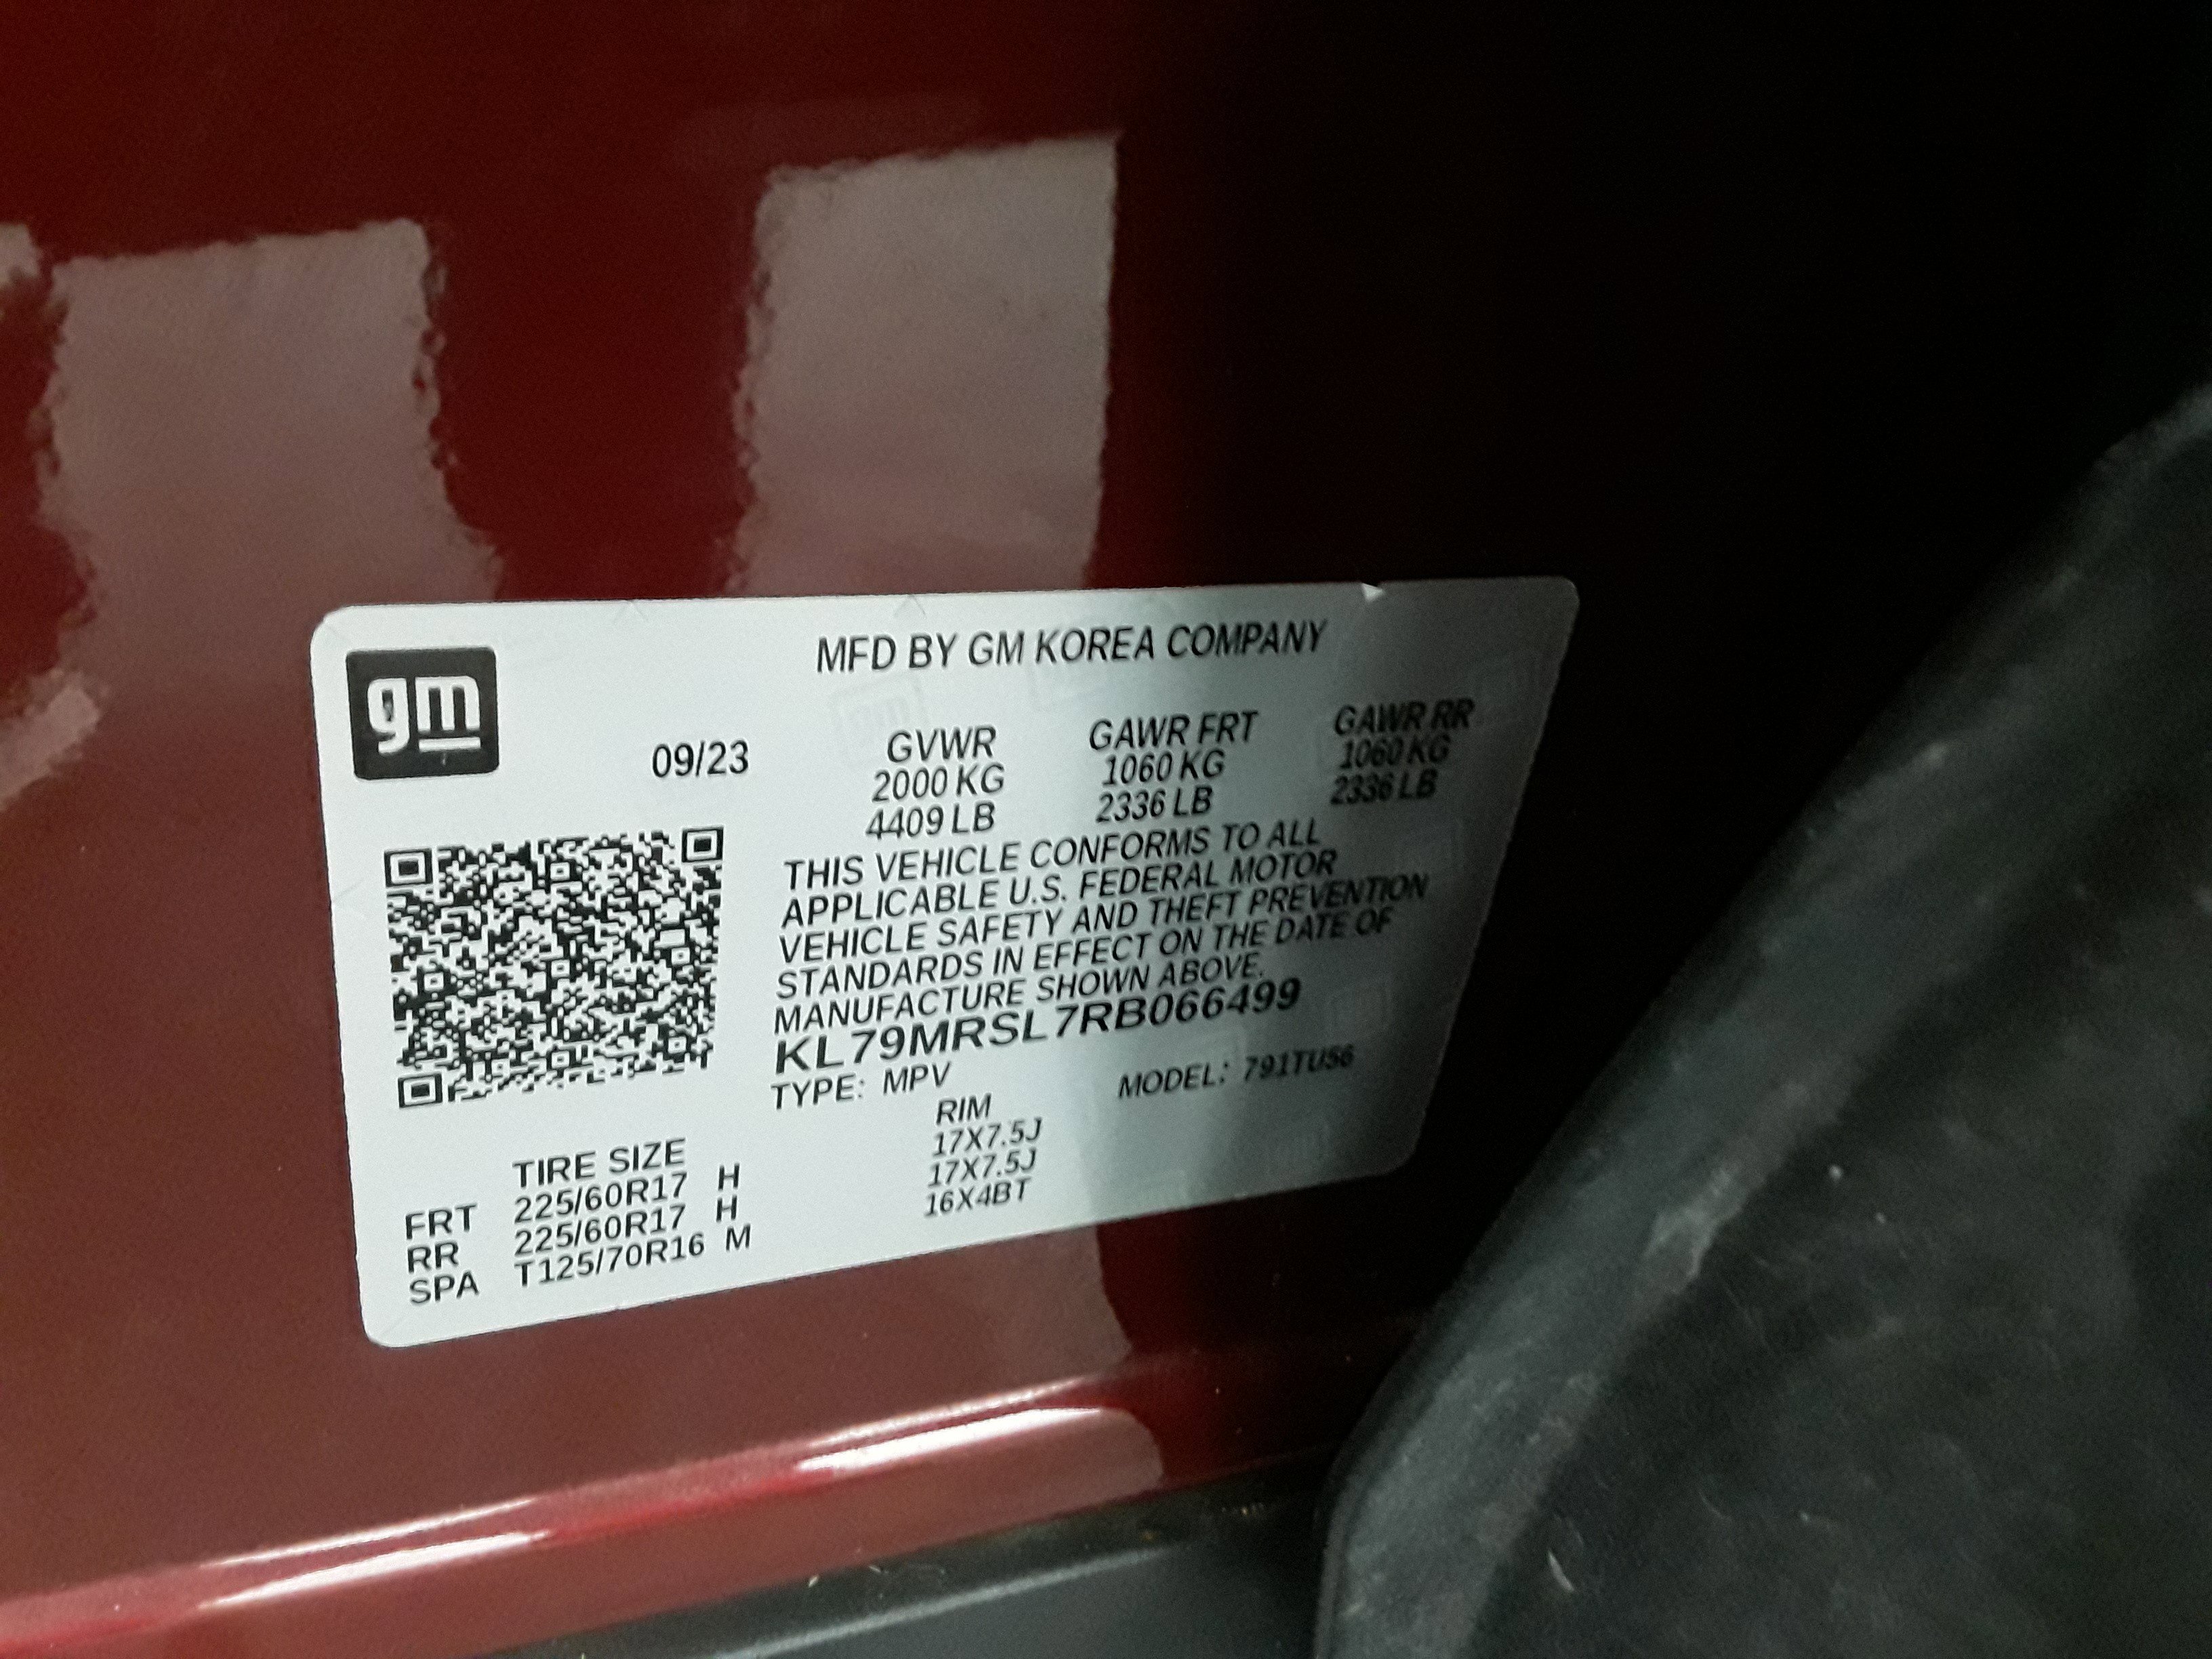 gm
MFD BY GM KOREA COMPANY
09/23 GVWR GAWR FRT GAWR RR
2000 KG 1060 KG 1060 KG
4409 LB 2336 LB 2336 LB
THIS VEHICLE CONFORMS TO ALL
APPLICABLE U.S. FEDERAL MOTOR
VEHICLE SAFETY AND THEFT PREVENTION
STANDARDS IN EFFECT ON THE DATE OF
MANUFACTURE SHOWN ABOVE.
KL79MRSL7RB066499
TYPE: MPV MODEL: 791TUS6
TIRE SIZE RIM
FRT 225/60R17 H 17X7.5J
RR 225/60R17 H 17X7.5J
SPA T125/70R16 M 16X4BT